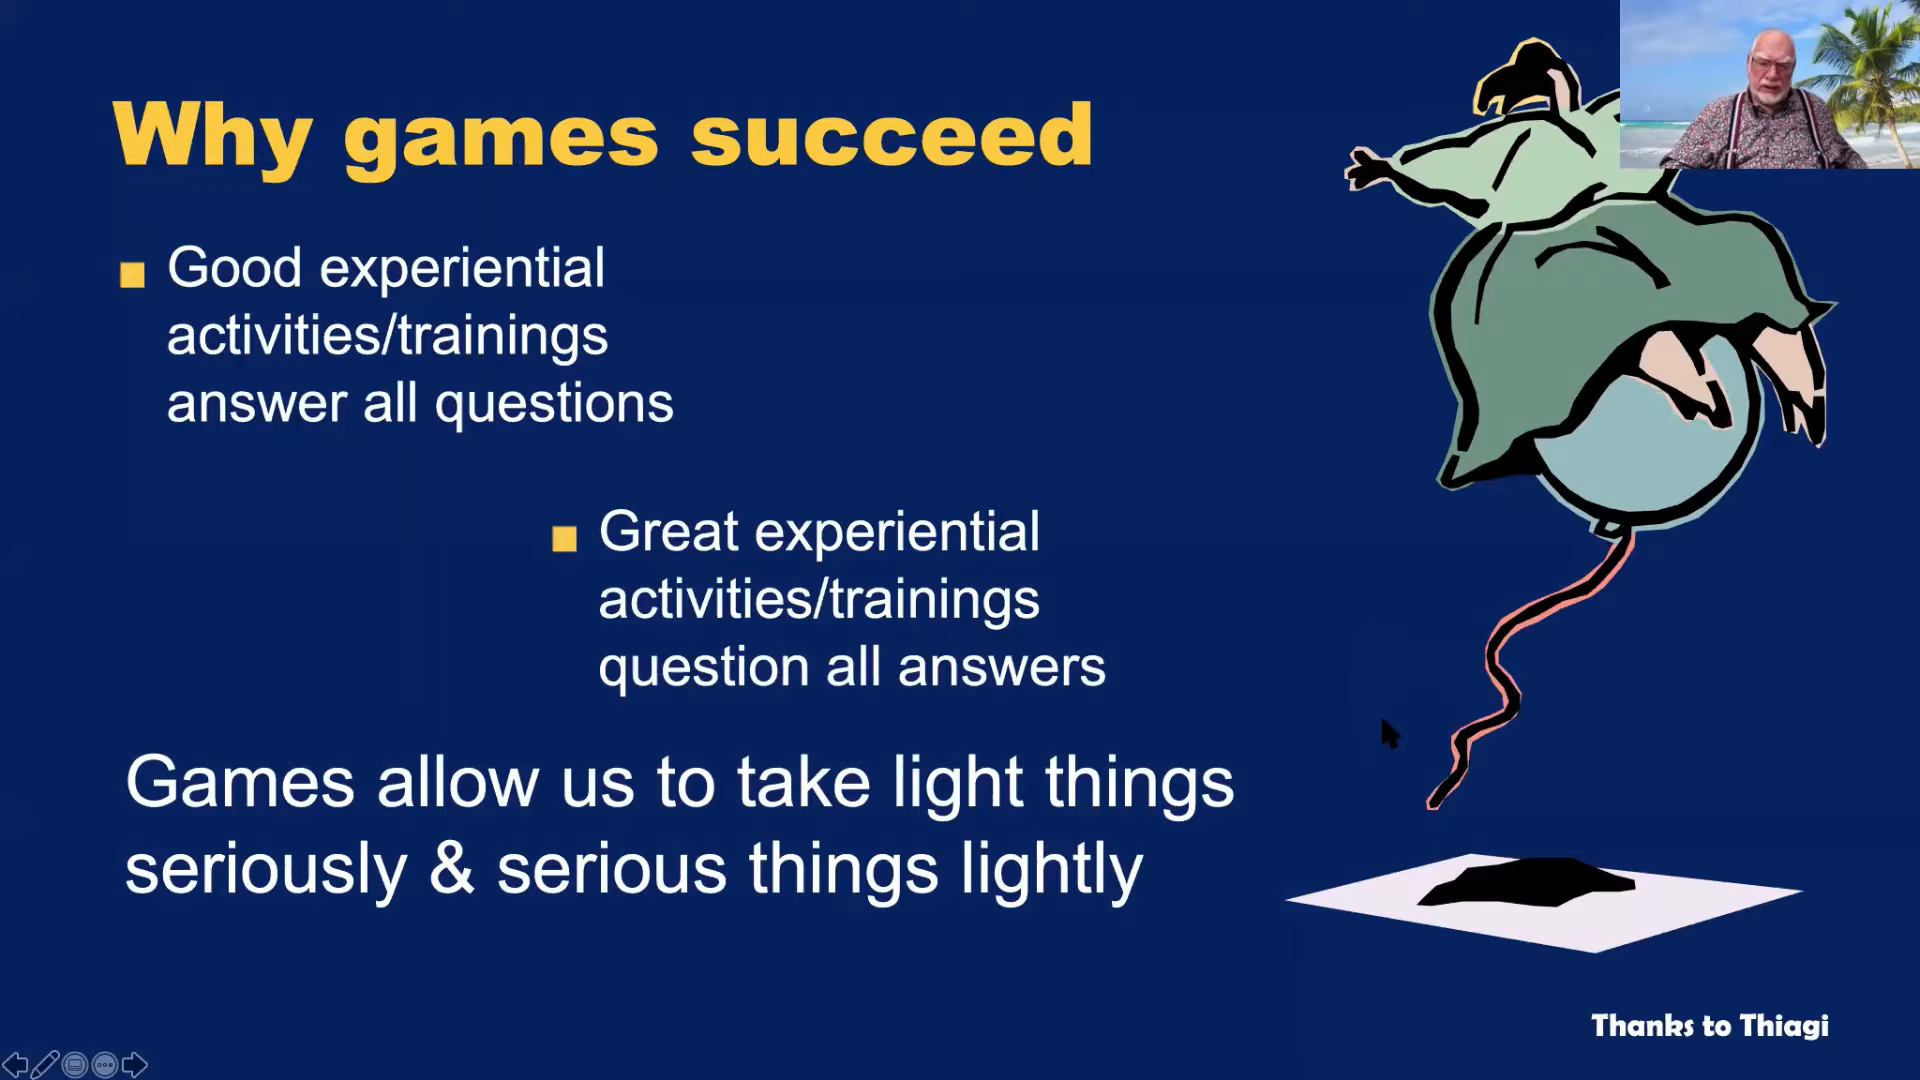 Why games succeed
Good experiential
activities/trainings
answer all questions
Great experiential
activities/trainings
question all answers
Games allow us to take light things
seriously & serious things lightly
Thanks to Thiagi